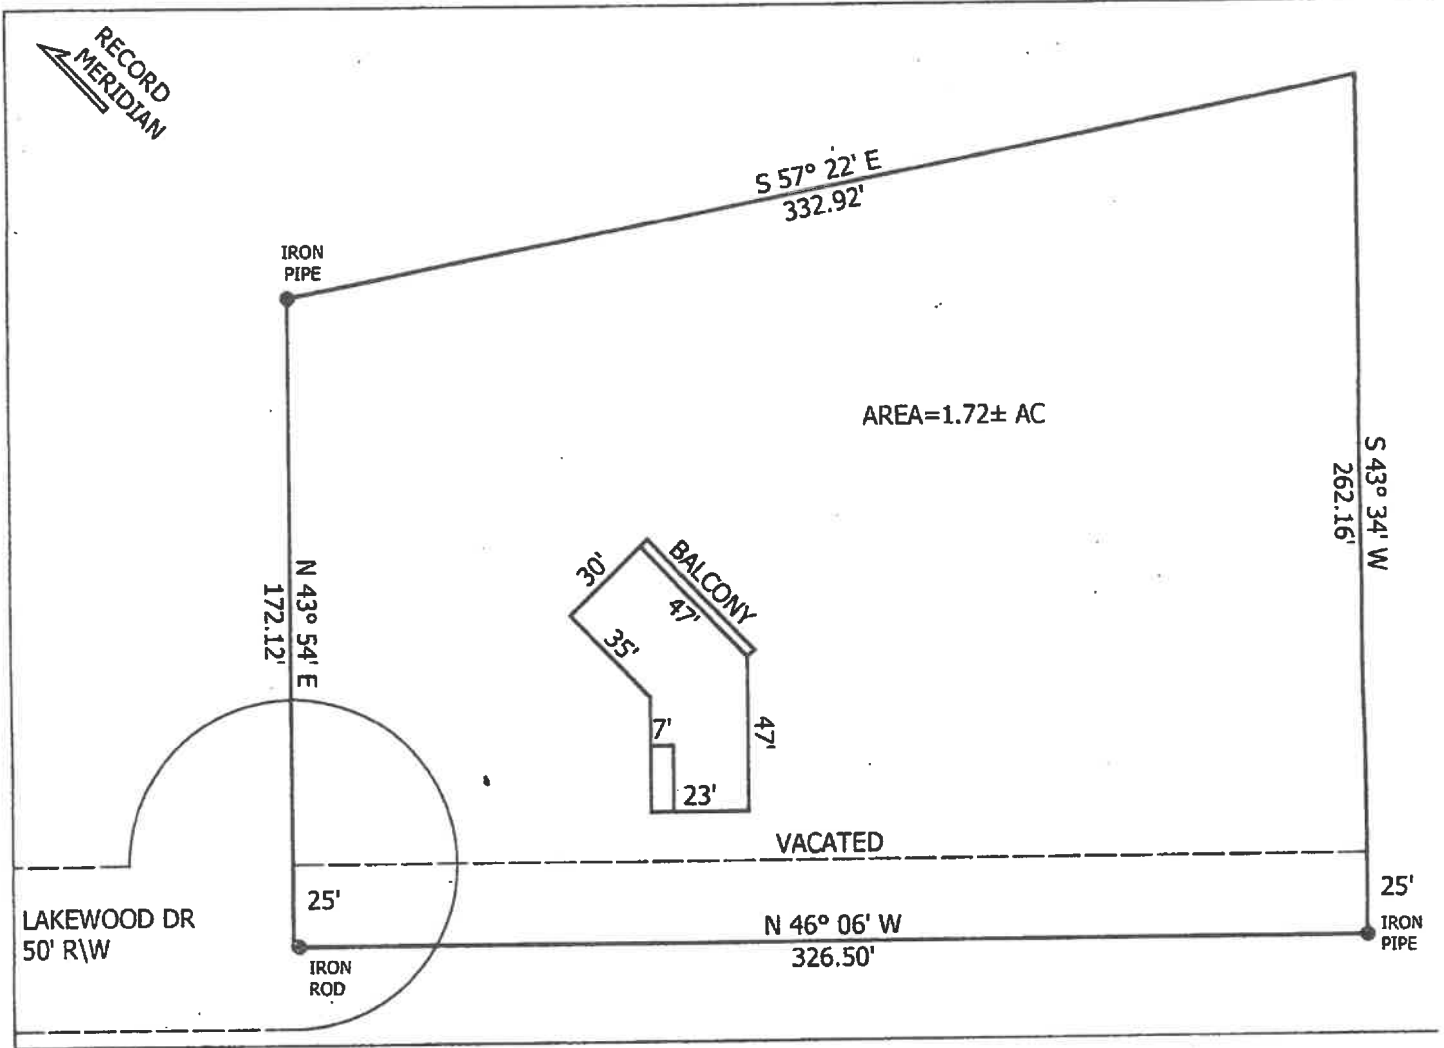 RECORD
MERIDIAN
S 57° 22' E
332.92'
IRON
PIPE
AREA=1.72± AC
S 43° 34' W
262.16'
N 43° 54' E
172.12'
30'
BALCONY
47'
35'
7'
47'
23'
VACATED
25'
25'
LAKEWOOD DR
50' R\W
N 46° 06' W
326.50'
IRON
PIPE
IRON
ROD